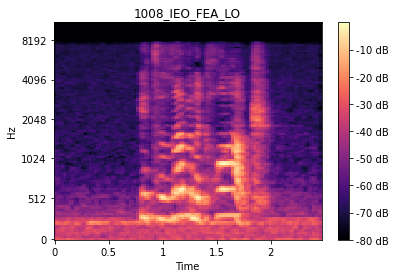 1008_IEO_FEA_LO
8192
4096
2048
1024
512
0
Hz
0
0.5
1
1.5
2
Time
-10 dB
-20 dB
-30 dB
-40 dB
-50 dB
-60 dB
-70 dB
-80 dB